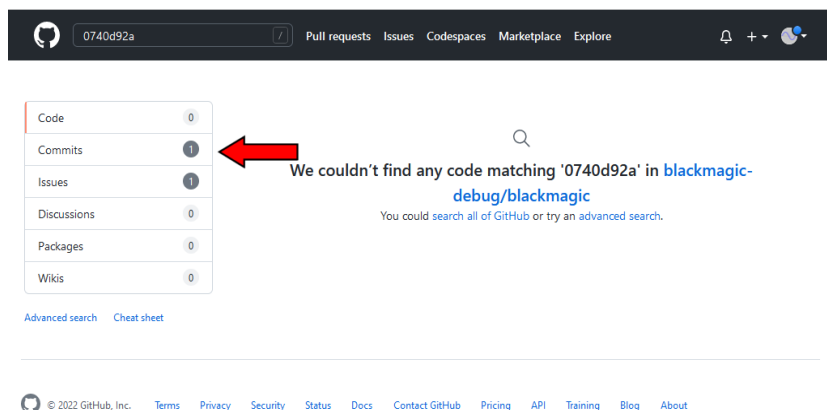 0740d92a / Pull requests Issues Codespaces Marketplace Explore
Code 0
Commits 1
Issues 1
Discussions 0
Packages 0
Wikis 0
Advanced search Cheat sheet
We couldn’t find any code matching '0740d92a' in blackmagic-
debug/blackmagic
You could search all of GitHub or try an advanced search.
© 2022 GitHub, Inc. Terms Privacy Security Status Docs Contact GitHub Pricing API Training Blog About